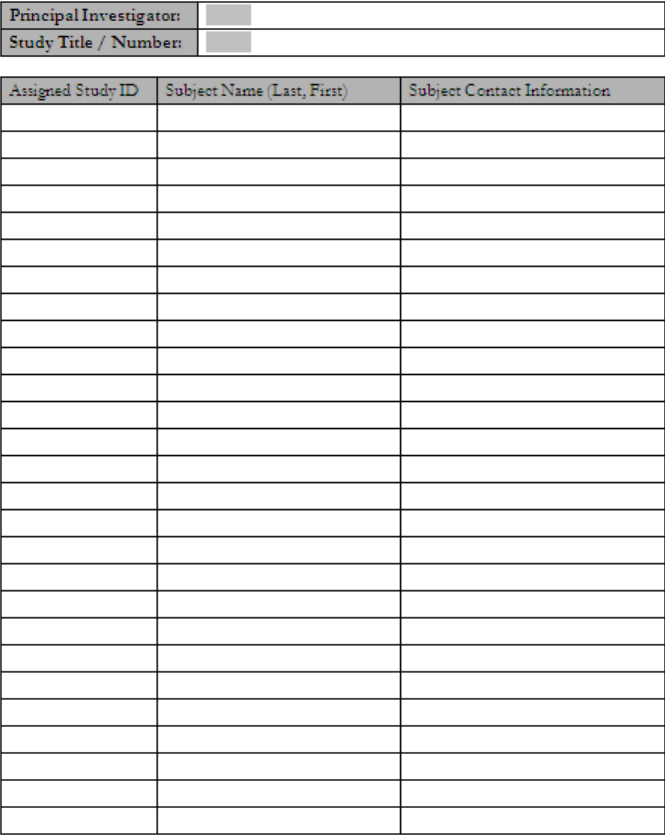 Principal Investigator:
Study Title / Number:
Assigned Study ID Subject Name (Last, First) Subject Contact Information